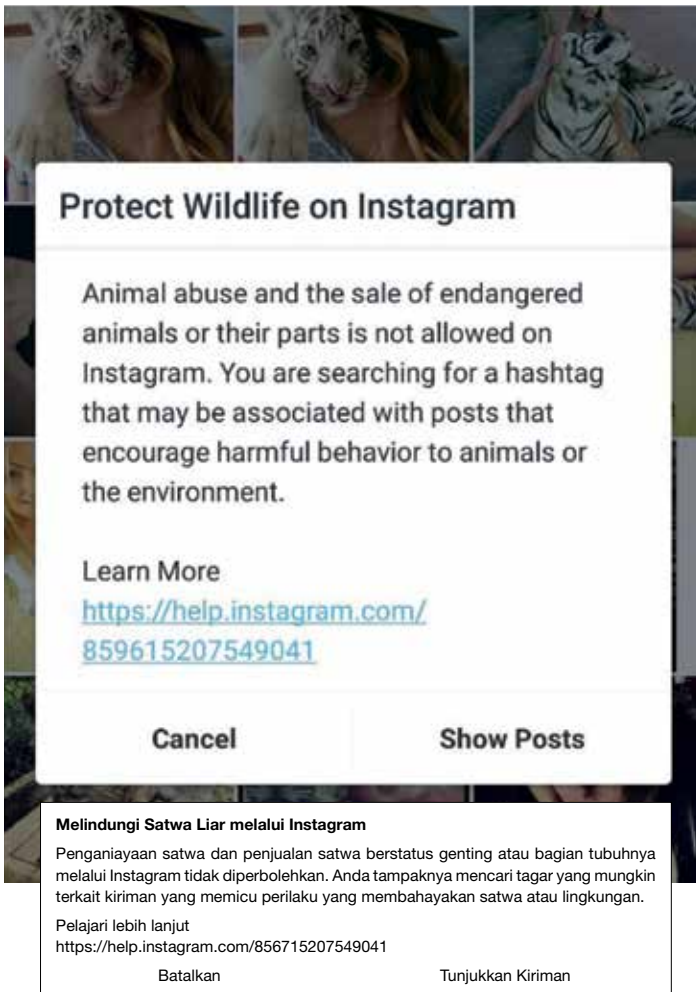 Protect Wildlife on Instagram
Animal abuse and the sale of endangered
animals or their parts is not allowed on
Instagram. You are searching for a hashtag
that may be associated with posts that
encourage harmful behavior to animals or
the environment.
Learn More
https://help.instagram.com/
859615207549041
Cancel Show Posts
Melindungi Satwa Liar melalui Instagram
Penganiayaan satwa dan penjualan satwa berstatus genting atau bagian tubuhnya
melalui Instagram tidak diperbolehkan. Anda tampaknya mencari tagar yang mungkin
terkait kiriman yang memicu perilaku yang membahayakan satwa atau lingkungan.
Pelajari lebih lanjut
https://help.instagram.com/856715207549041
Batalkan Tunjukkan Kiriman